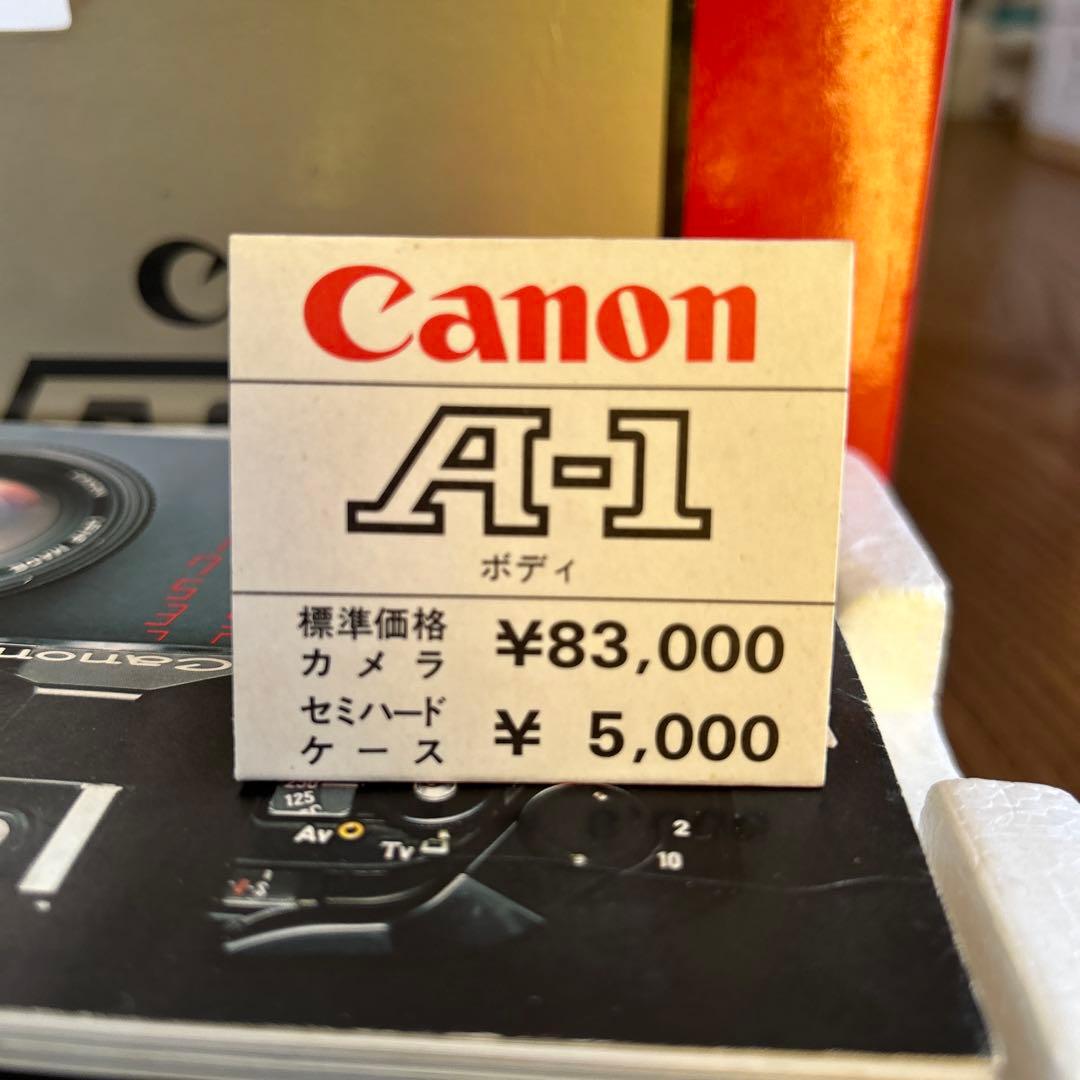 Canon
A-1
ボディ
標準価格
カメラ ¥83,000
セミハード
ケース ¥ 5,000
Canon
125
Av
Tv
2
10